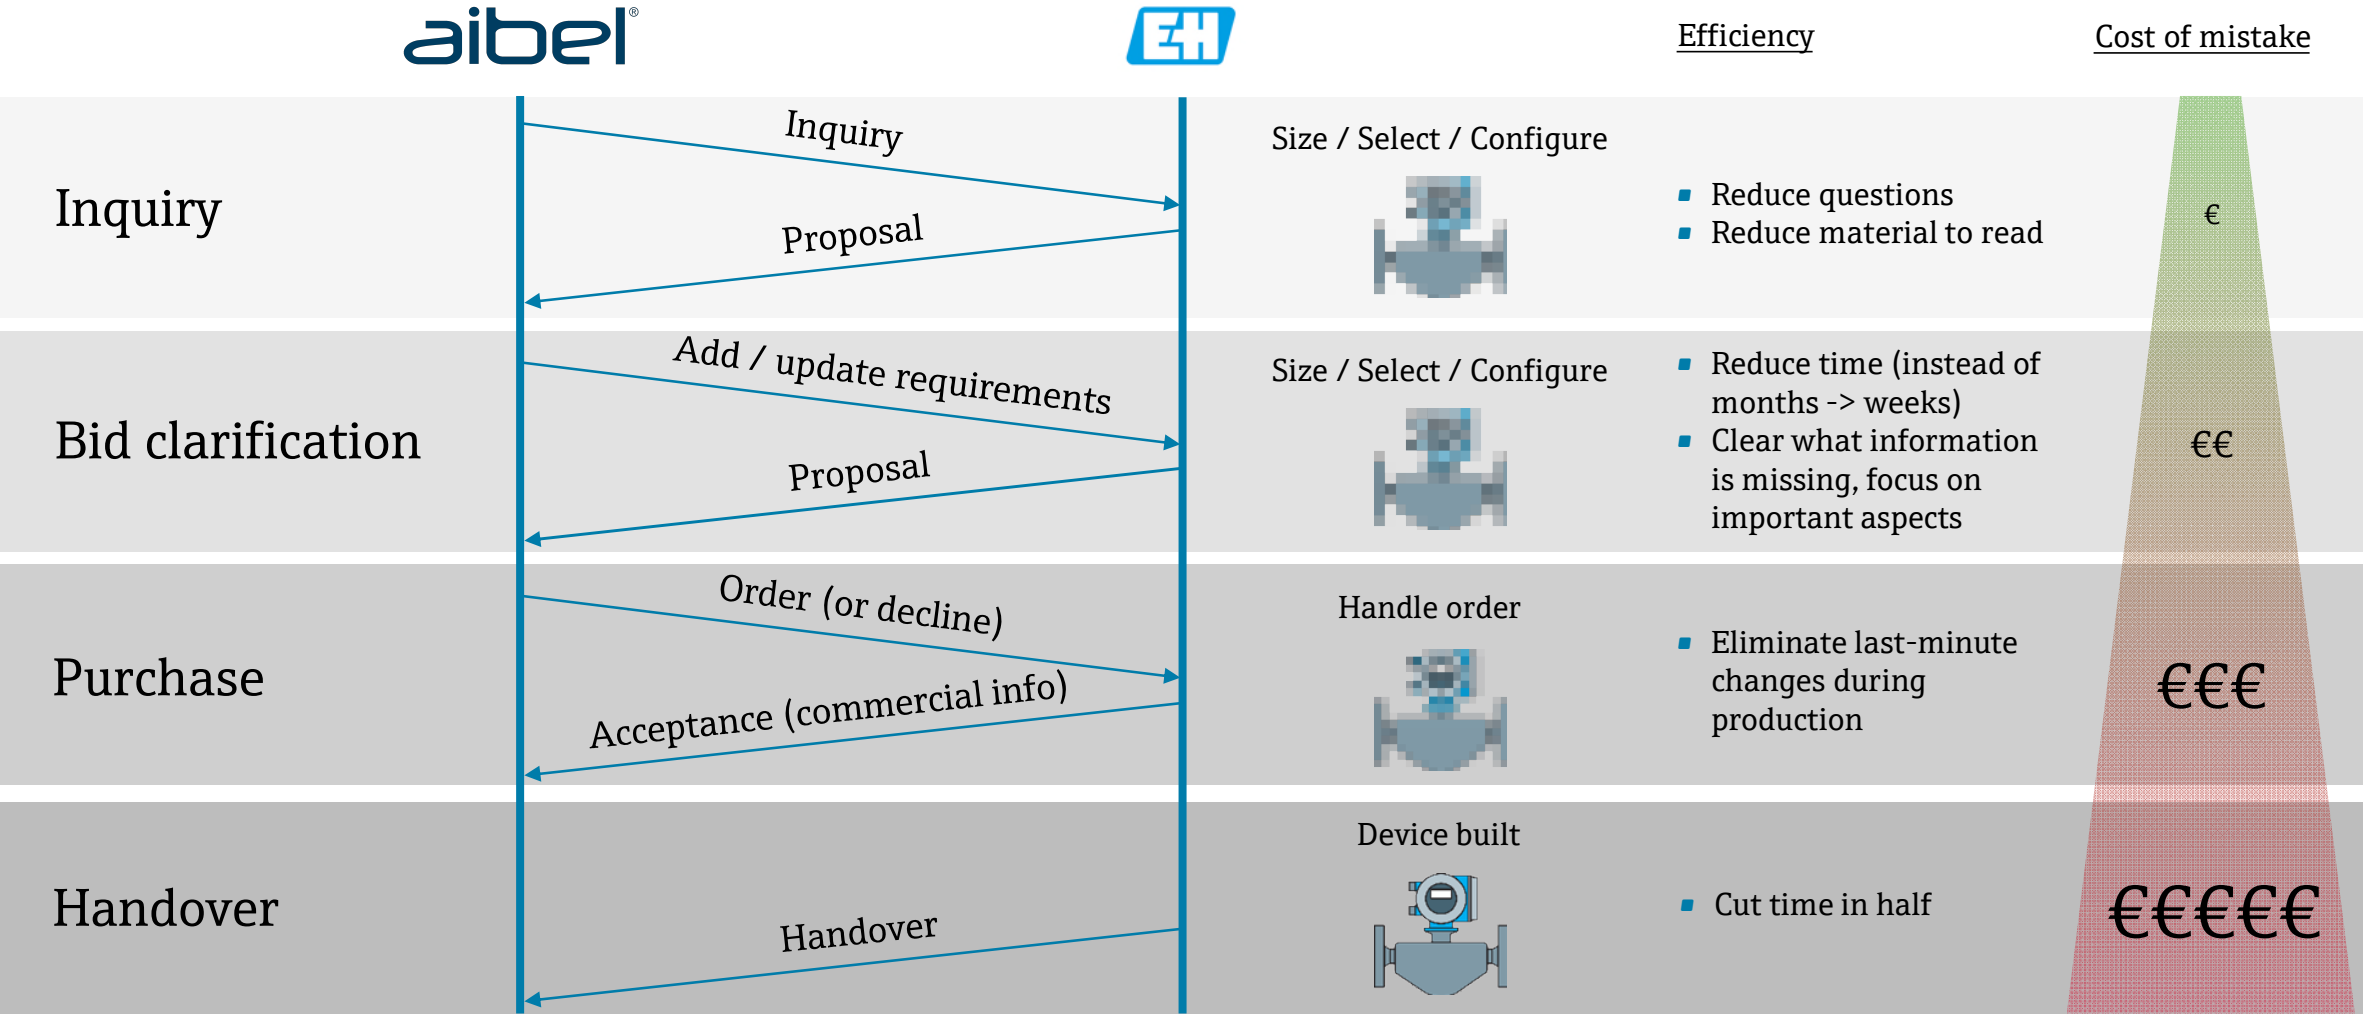 aibel®
EH
Efficiency
Cost of mistake
Inquiry
Inquiry
Proposal
Size / Select / Configure
▪ Reduce questions
▪ Reduce material to read
€
Bid clarification
Add / update requirements
Proposal
Size / Select / Configure
▪ Reduce time (instead of
months -> weeks)
▪ Clear what information
is missing, focus on
important aspects
€€
Purchase
Order (or decline)
Acceptance (commercial info)
Handle order
▪ Eliminate last-minute
changes during
production
€€€
Handover
Handover
Device built
▪ Cut time in half
€€€€€